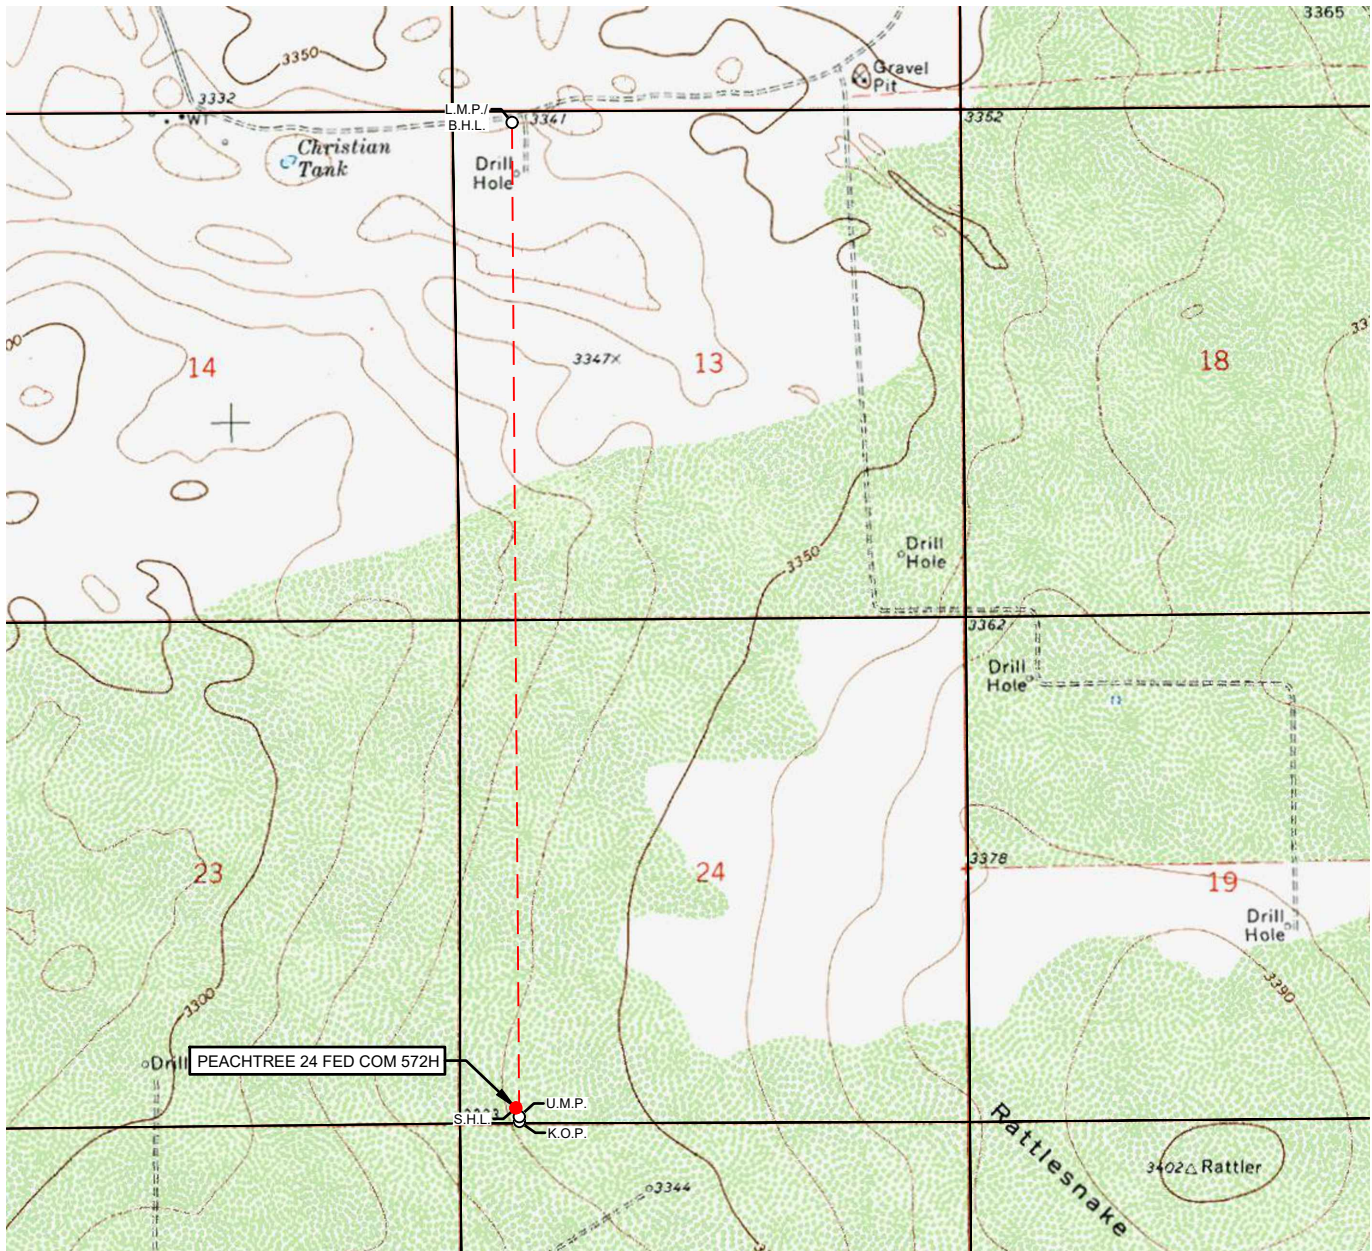 3365
3350
Gravel
Pit
3332
WT
L.M.P./
B.H.L.
3341
3352
Christian
Tank
Drill
Hole
14
3347×
13
18
3350
Drill
Hole
3362
Drill
Hole
23
24
3378
19
Drill
Hole
3390
3300
Drill
PEACHTREE 24 FED COM 572H
S.H.L.
U.M.P.
K.O.P.
Rattlesnake
3402△ Rattler
3344